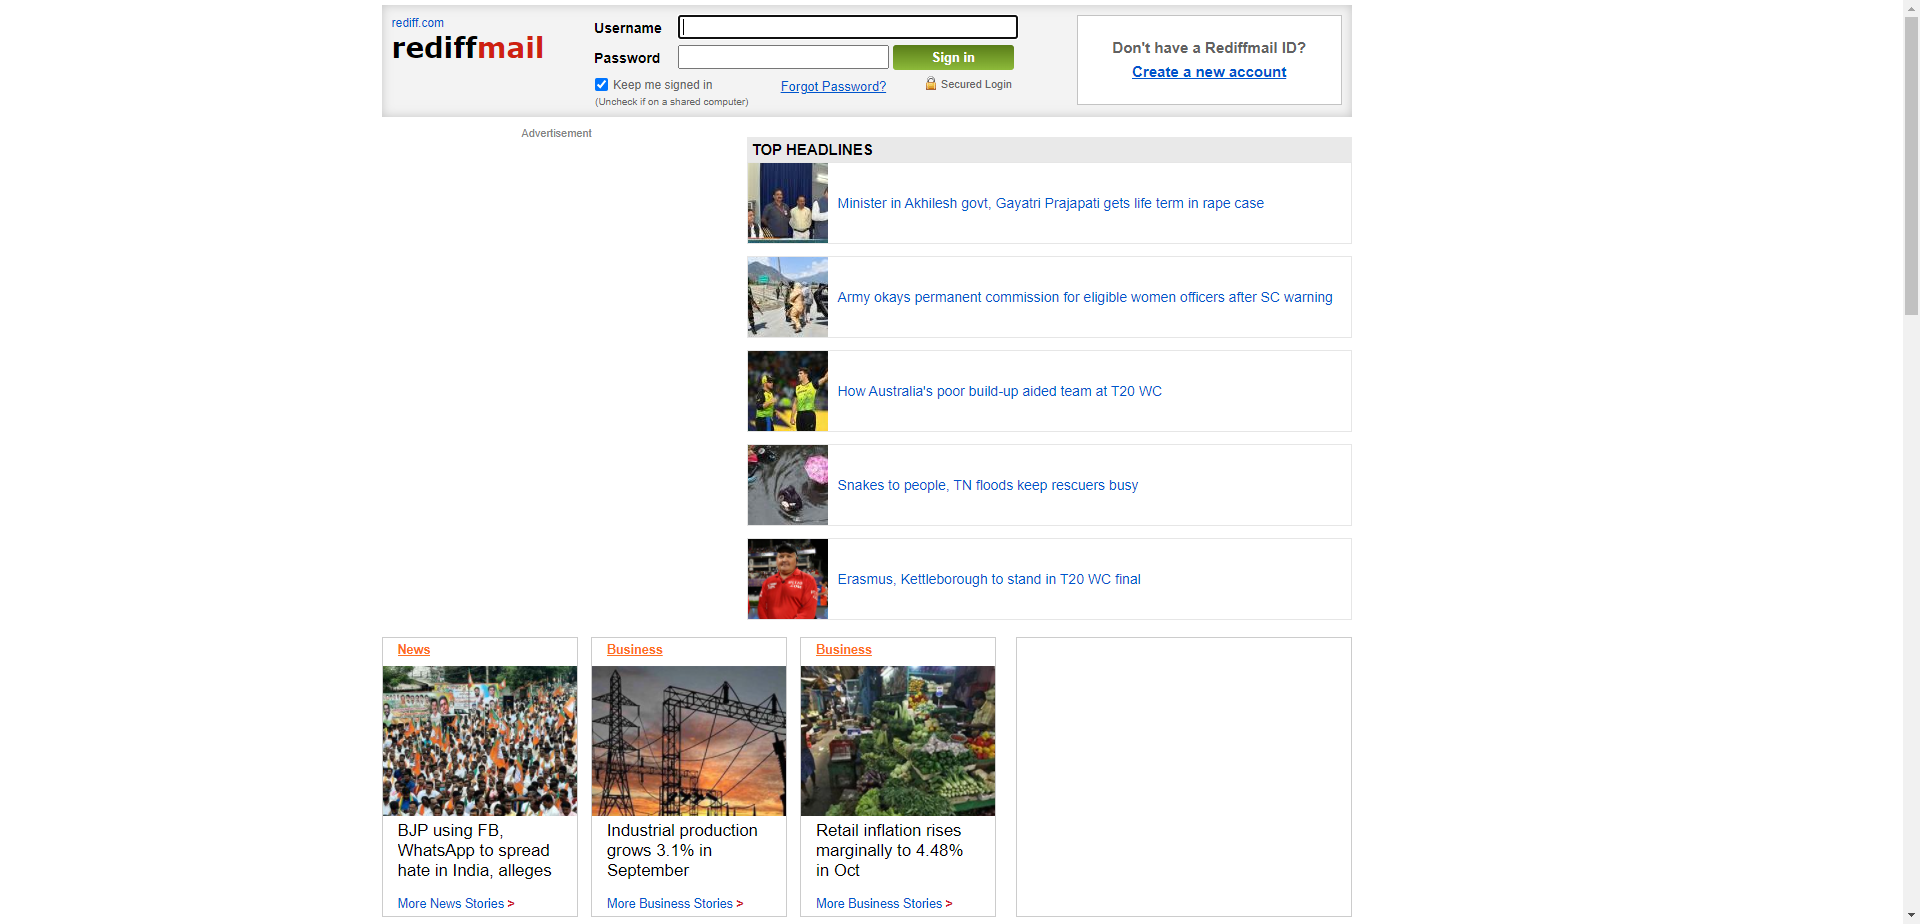 rediff.com
rediffmail
Username
Password
Sign in
Keep me signed in
(Uncheck if on a shared computer)
Forgot Password?
Secured Login
Don't have a Rediffmail ID?
Create a new account
Advertisement
TOP HEADLINES
Minister in Akhilesh govt, Gayatri Prajapati gets life term in rape case
Army okays permanent commission for eligible women officers after SC warning
How Australia's poor build-up aided team at T20 WC
Snakes to people, TN floods keep rescuers busy
Erasmus, Kettleborough to stand in T20 WC final
News
BJP using FB,
WhatsApp to spread
hate in India, alleges
More News Stories >
Business
Industrial production
grows 3.1% in
September
More Business Stories >
Business
Retail inflation rises
marginally to 4.48%
in Oct
More Business Stories >